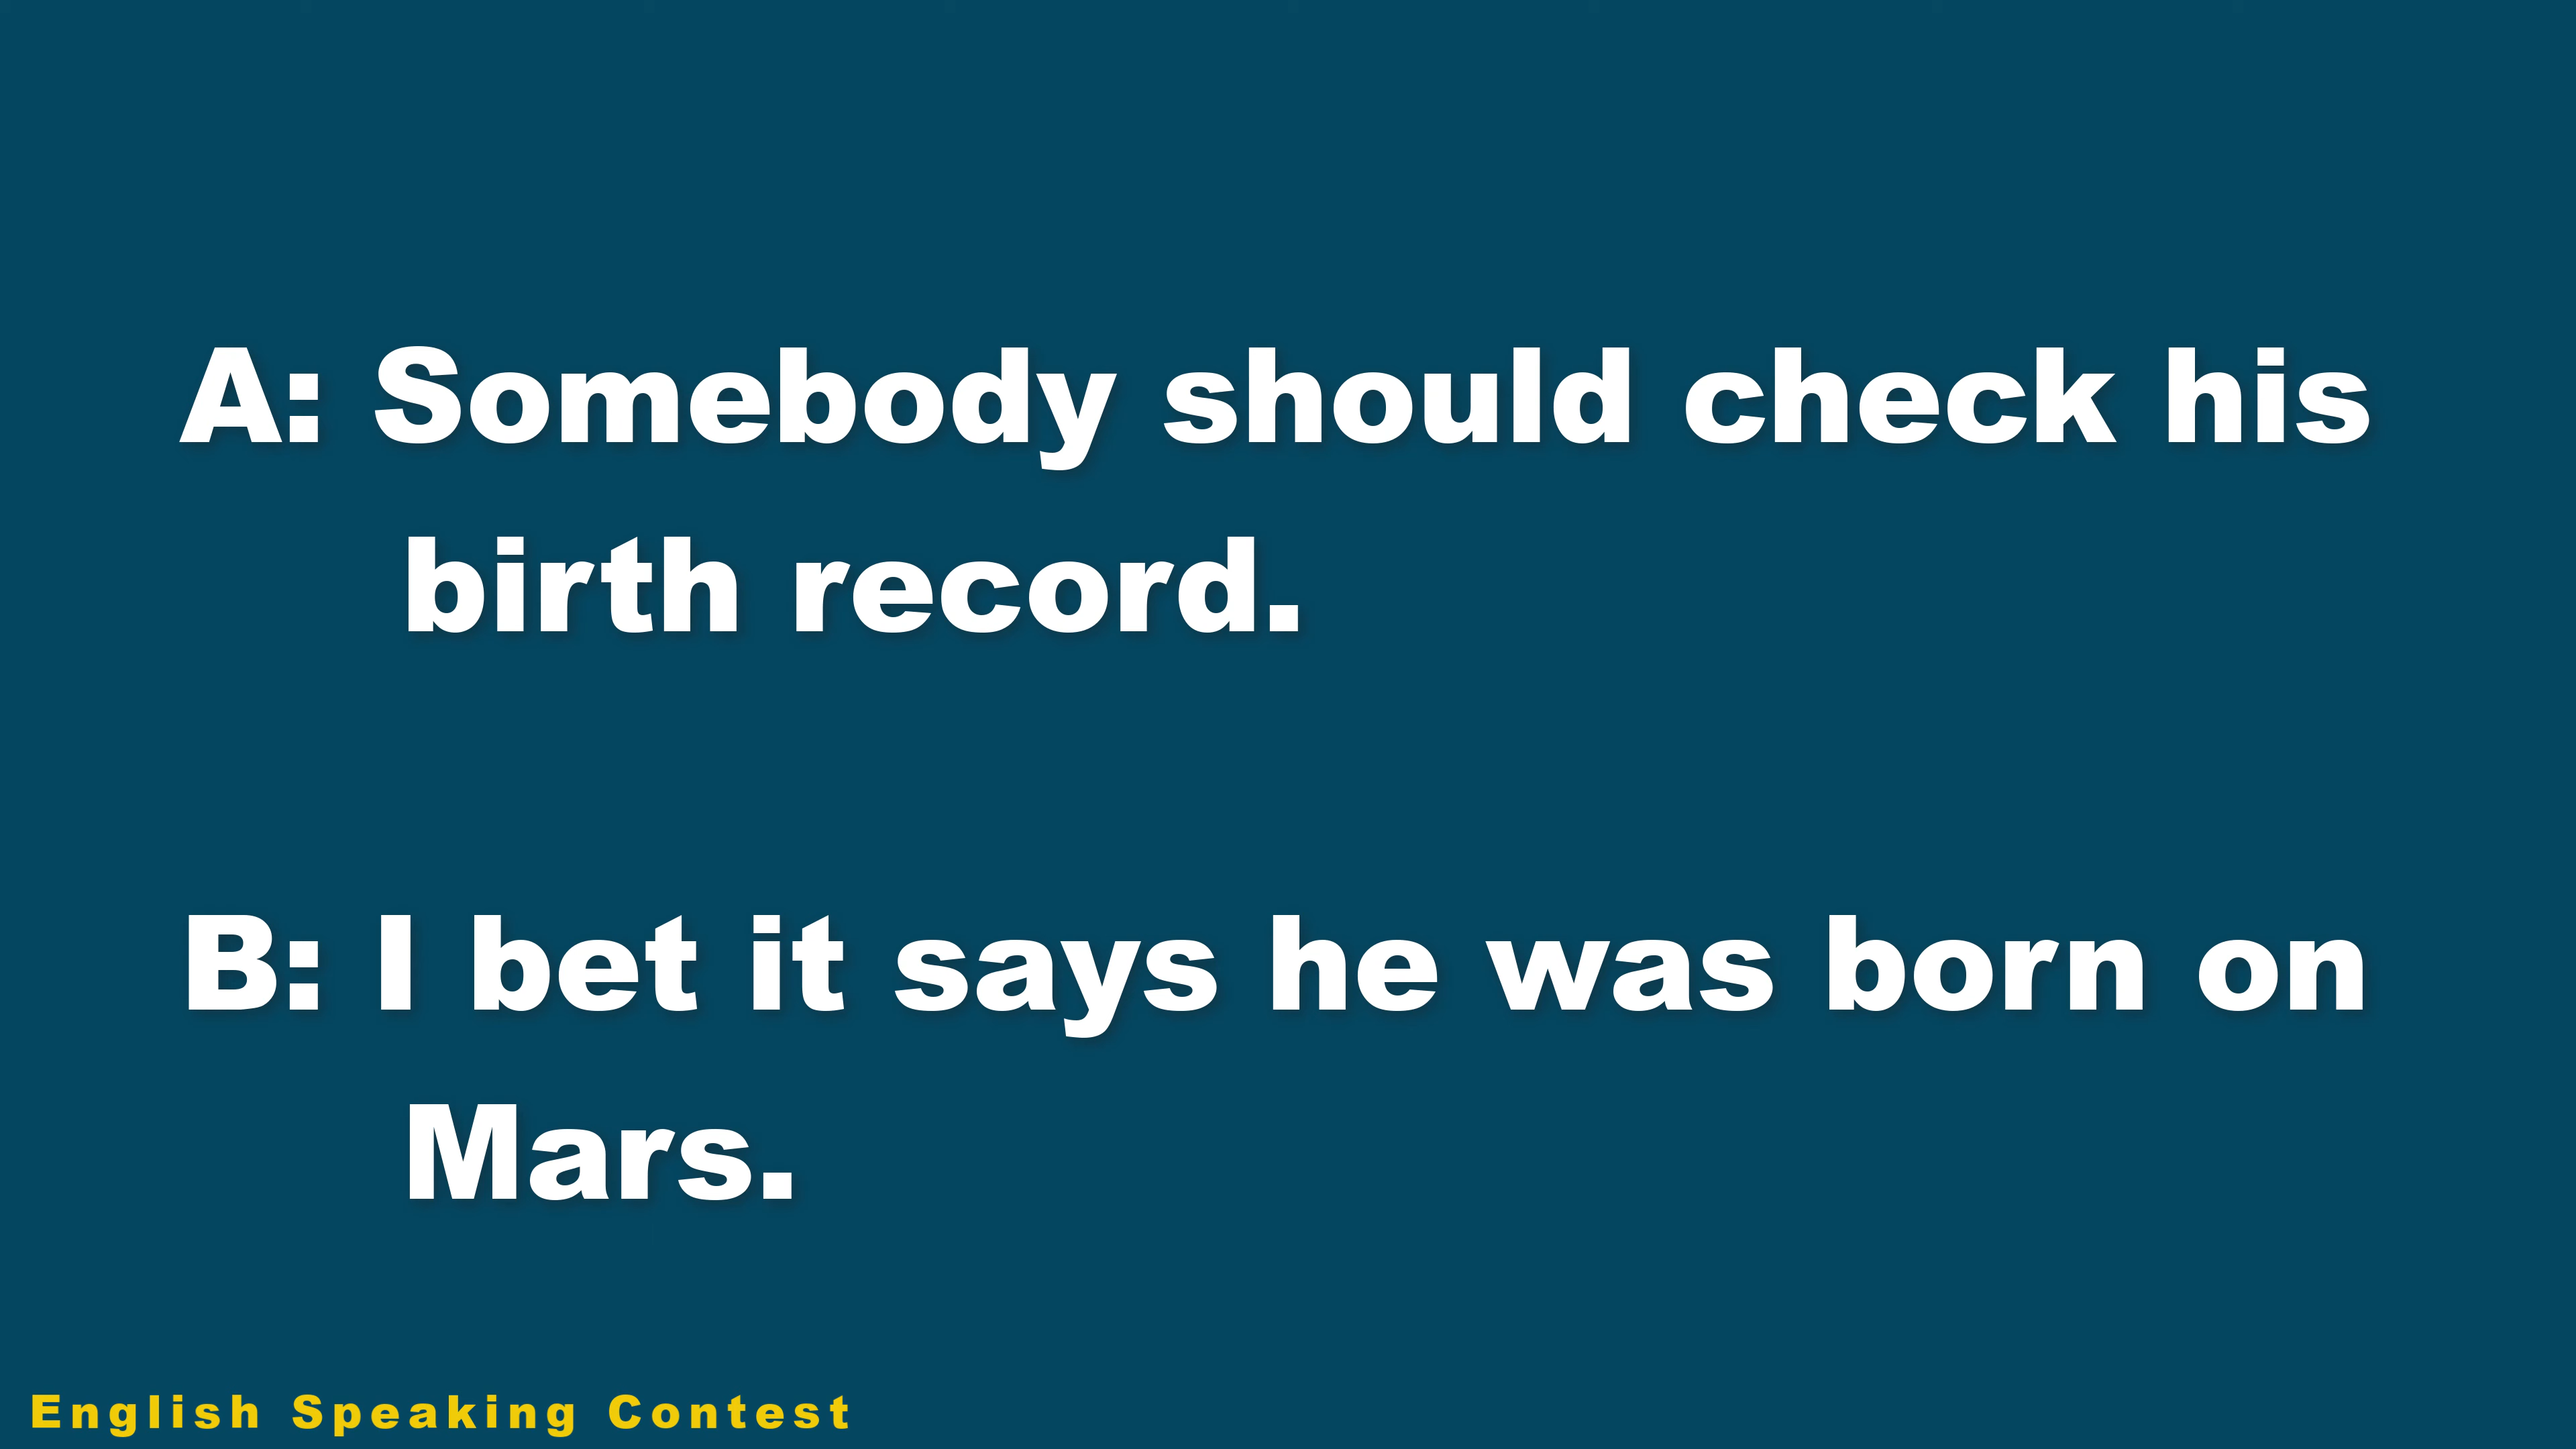 A: Somebody should check his
birth record.
B: I bet it says he was born on
Mars.
English Speaking Contest